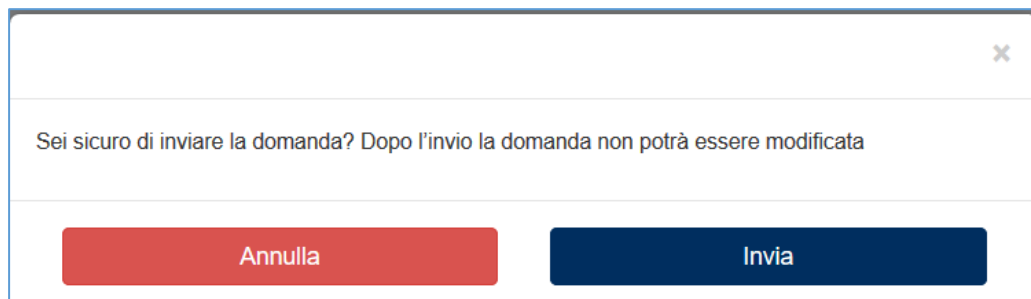 Sei sicuro di inviare la domanda? Dopo l'invio la domanda non potrà essere modificata
Annulla
Invia